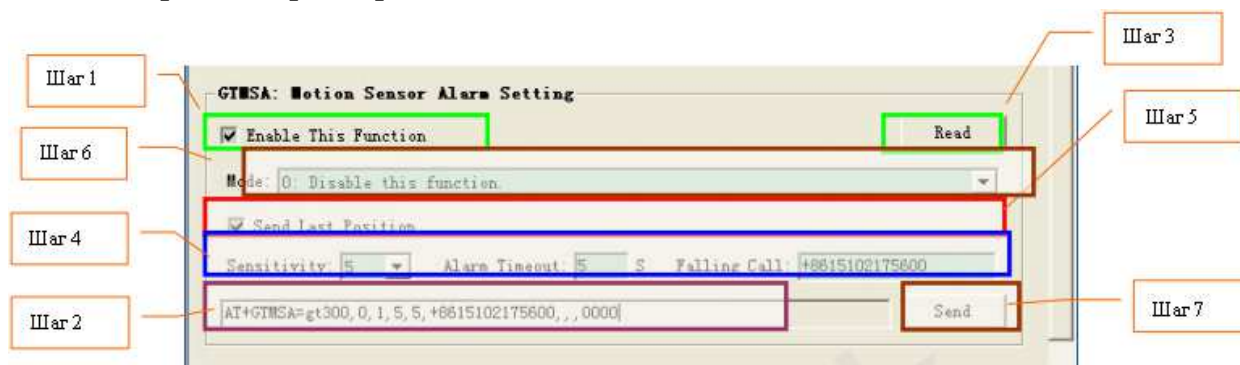 Шаг 3
Шаг 1
GTMSA: Motion Sensor Alarm Setting
Шаг 5
Enable This Function
Read
Шаг 6
Mode: 0: Disable this function.
Send Last Position
Шаг 4
Sensitivity: 5 Alarm Timeout: 5 S Falling Call: +8615102175600
Шаг 2
AT+GTMSA=gt300,0,1,5,5,+8615102175600,,,0000
Send
Шаг 7